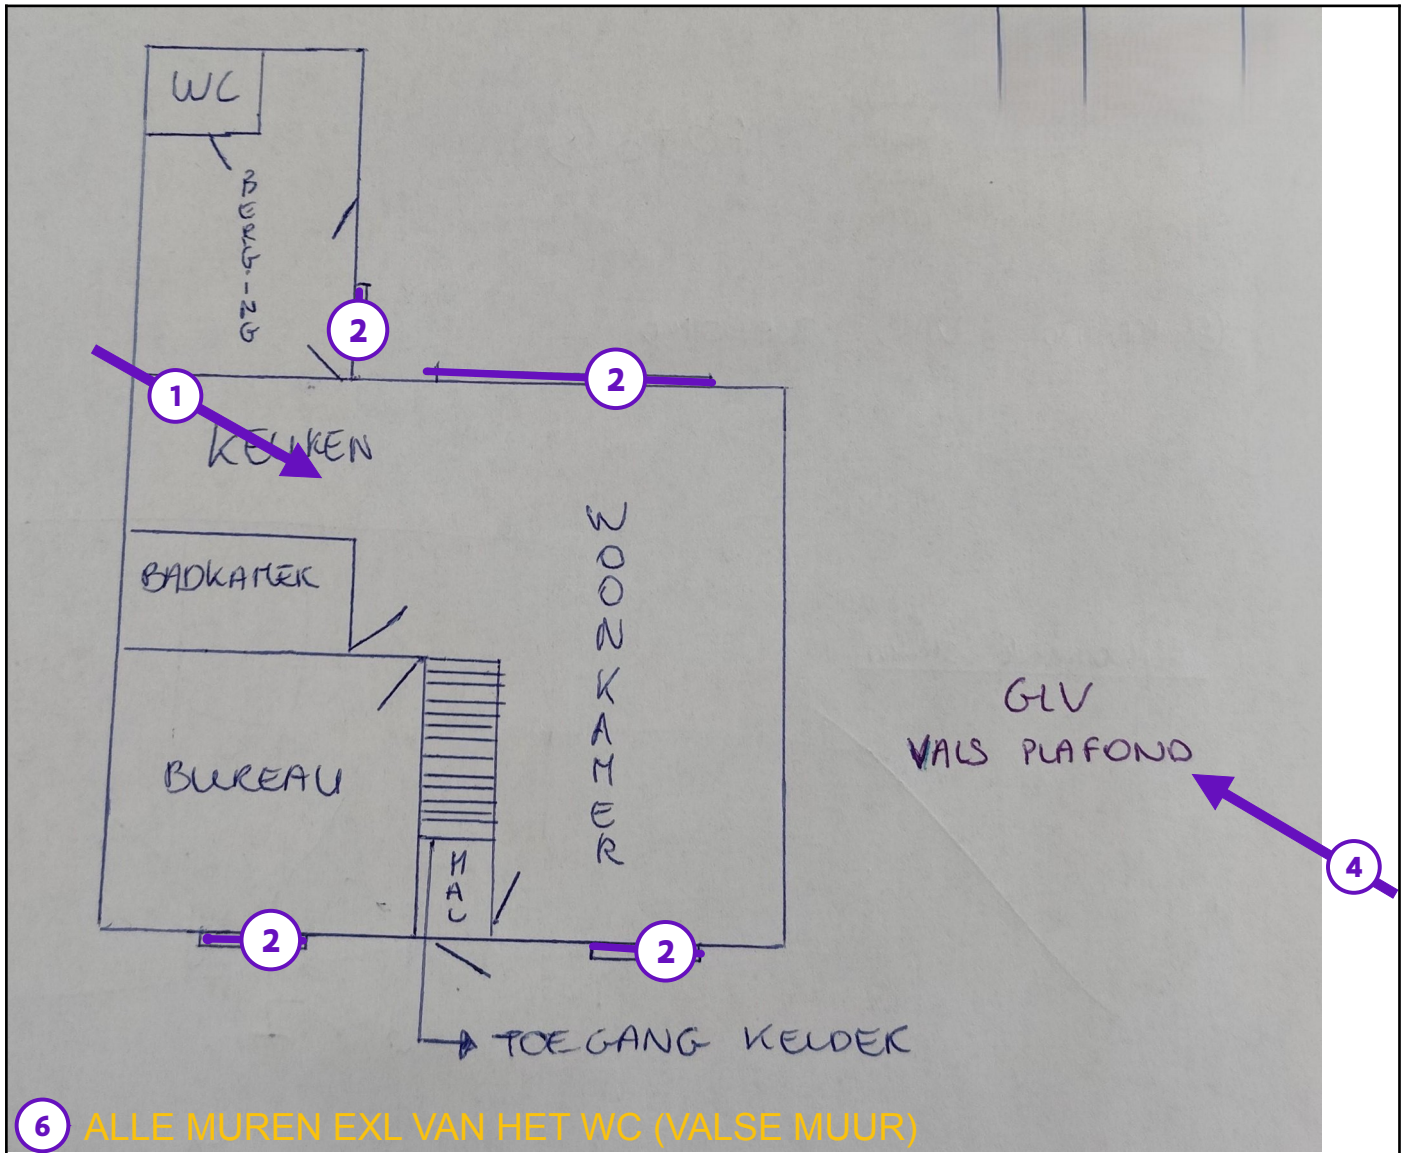 WC
BERGING
2
2
1
KEUKEN
WOONKAMER
BADKAMER
GLV
VALS PLAFOND
BUREAU
4
HAL
2
2
TOEGANG KELDER
6 ALLE MUREN EXL VAN HET WC (VALSE MUUR)